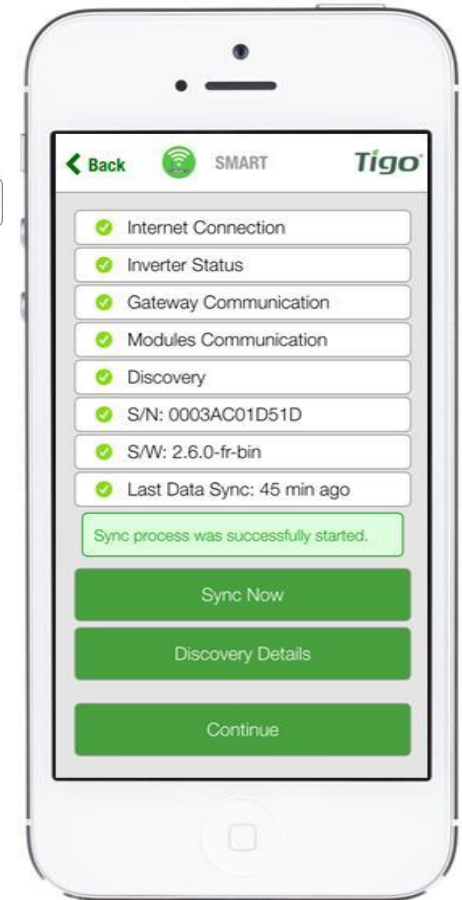 Back
SMART
Tigo
Internet Connection
Inverter Status
Gateway Communication
Modules Communication
Discovery
S/N: 0003AC01D51D
S/W: 2.6.0-fr-bin
Last Data Sync: 45 min ago
Sync process was successfully started.
Sync Now
Discovery Details
Continue